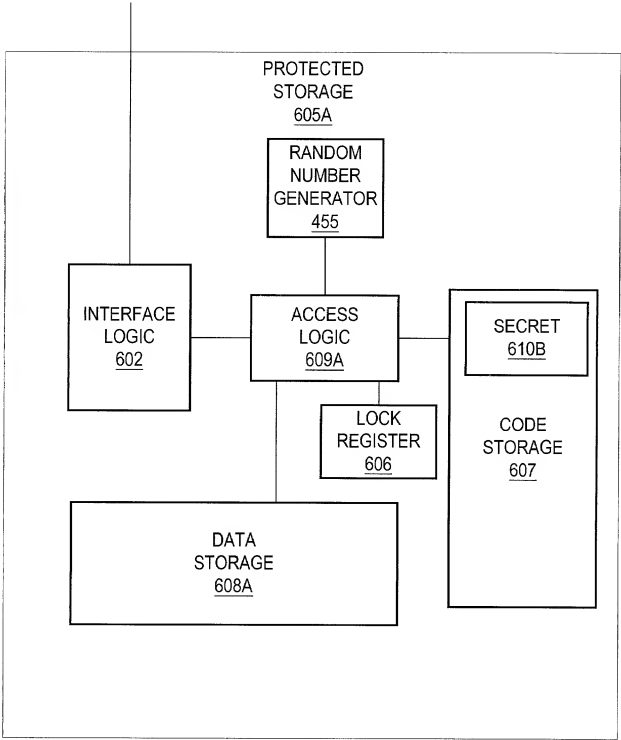 PROTECTED
STORAGE
605A
RANDOM
NUMBER
GENERATOR
455
INTERFACE
LOGIC
602
ACCESS
LOGIC
609A
SECRET
610B
LOCK
REGISTER
606
CODE
STORAGE
607
DATA
STORAGE
608A